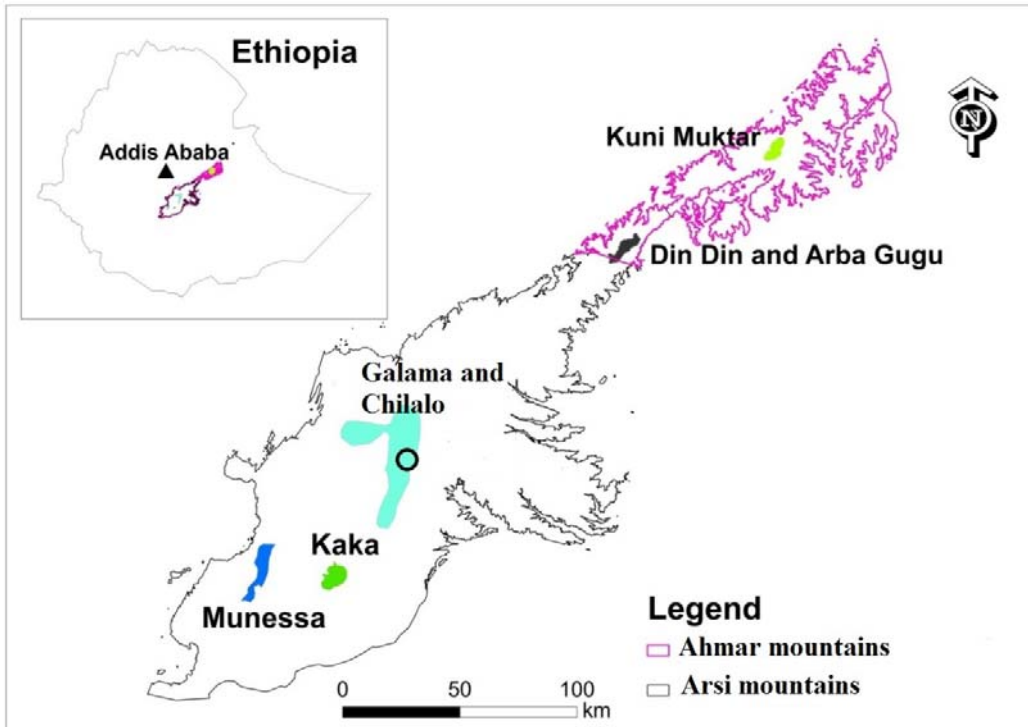 Ethiopia
Addis Ababa
N
Kuni Muktar
Din Din and Arba Gugu
Galama and
Chilalo
Kaka
Munessa
Legend
Ahmar mountains
Arsi mountains
0 50 100
km